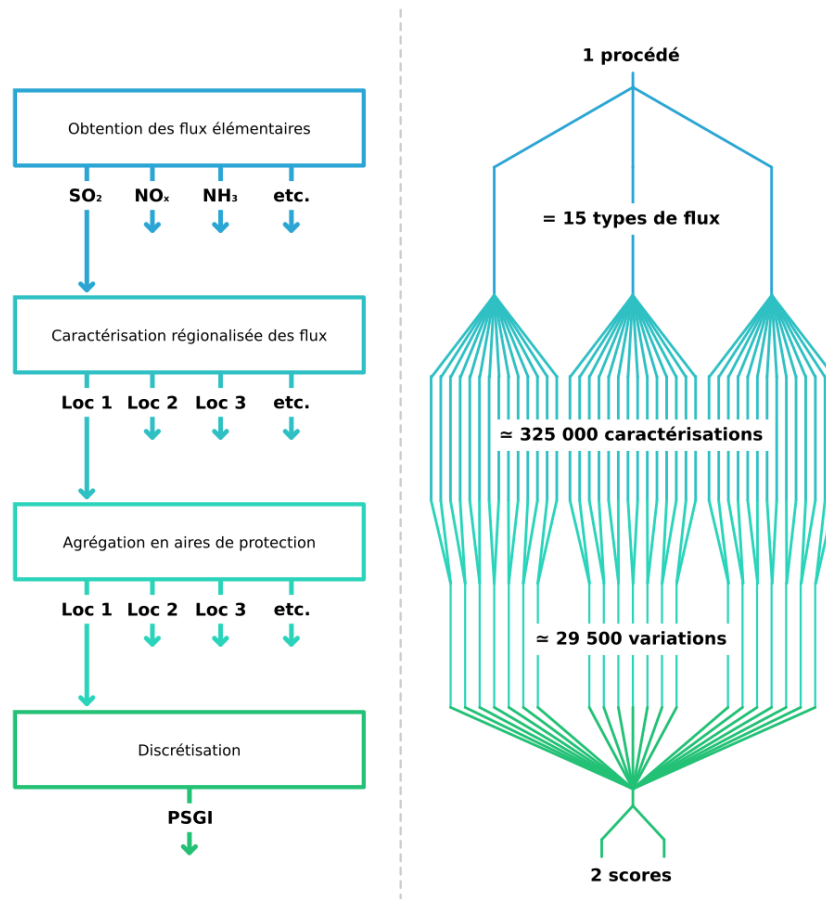 Obtention des flux élémentaires
SO₂ NOₓ NH₃ etc.
Caractérisation régionalisée des flux
Loc 1 Loc 2 Loc 3 etc.
Agrégation en aires de protection
Loc 1 Loc 2 Loc 3 etc.
Discrétisation
PSGI
1 procédé
= 15 types de flux
≃ 325 000 caractérisations
≃ 29 500 variations
2 scores